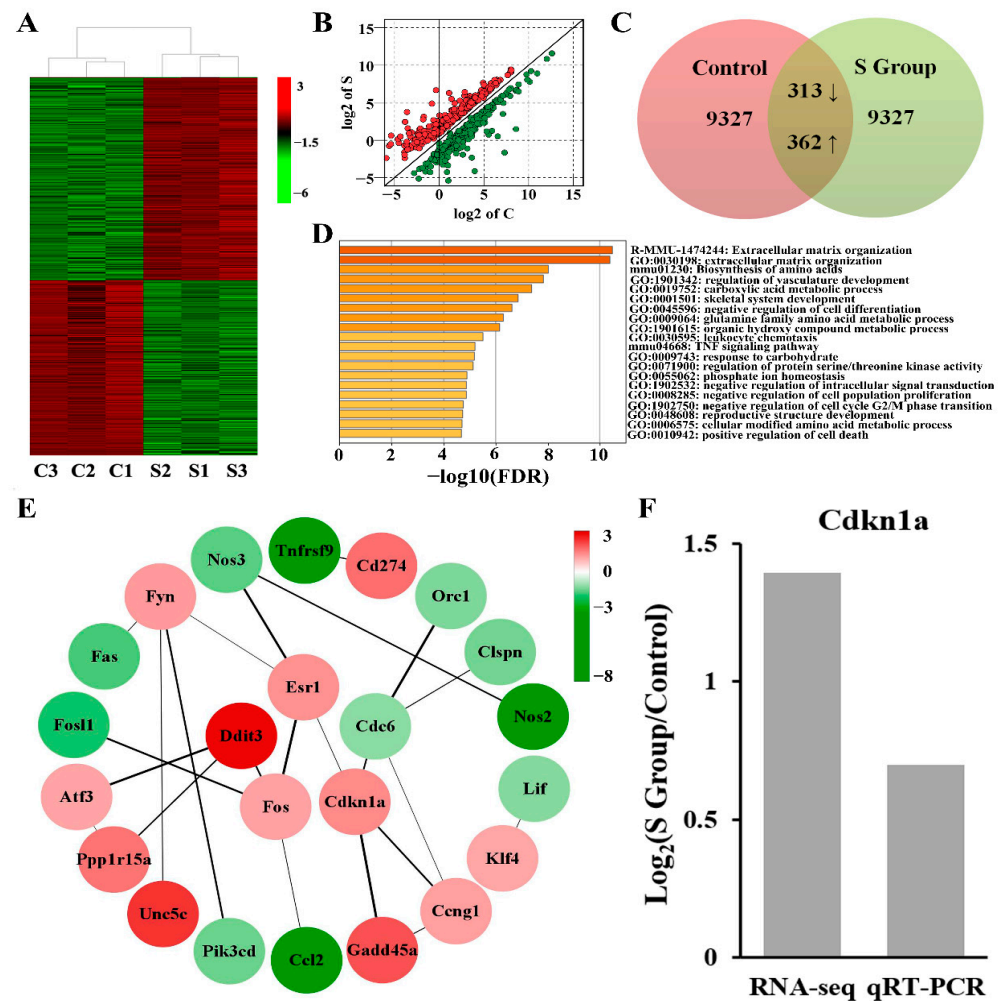 A
3
−1.5
−6
C3 C2 C1 S2 S1 S3
B
log2 of S
15
10
5
0
−5
−5 0 5 10 15
log2 of C
C
Control
S Group
313 ↓
9327
9327
362 ↑
D
R-MMU-1474244: Extracellular matrix organization
GO:0030198: extracellular matrix organization
mmu01230: Biosynthesis of amino acids
GO:1901342: regulation of vasculature development
GO:0019752: carboxylic acid metabolic process
GO:0001501: skeletal system development
GO:0045596: negative regulation of cell differentiation
GO:0009064: glutamine family amino acid metabolic process
GO:1901615: organic hydroxy compound metabolic process
GO:0030595: leukocyte chemotaxis
mmu04668: TNF signaling pathway
GO:0009743: response to carbohydrate
GO:0071900: regulation of protein serine/threonine kinase activity
GO:0055062: phosphate ion homeostasis
GO:1902532: negative regulation of intracellular signal transduction
GO:0008285: negative regulation of cell population proliferation
GO:1902750: negative regulation of cell cycle G2/M phase transition
GO:0048608: reproductive structure development
GO:0006575: cellular modified amino acid metabolic process
GO:0010942: positive regulation of cell death
0 2 4 6 8 10
−log10(FDR)
E
Tnfrsf9
Nos3
Cd274
Fyn
Orc1
Fas
Clspn
Esr1
Fosl1
Ddit3
Cdc6
Nos2
Atf3
Fos
Cdkn1a
Lif
Ppp1r15a
Klf4
Unc5c
Ccng1
Pik3cd
Ccl2
Gadd45a
3
0
−3
−8
F
Cdkn1a
Log2(S Group/Control)
1.5
1
0.5
0
RNA-seq qRT-PCR